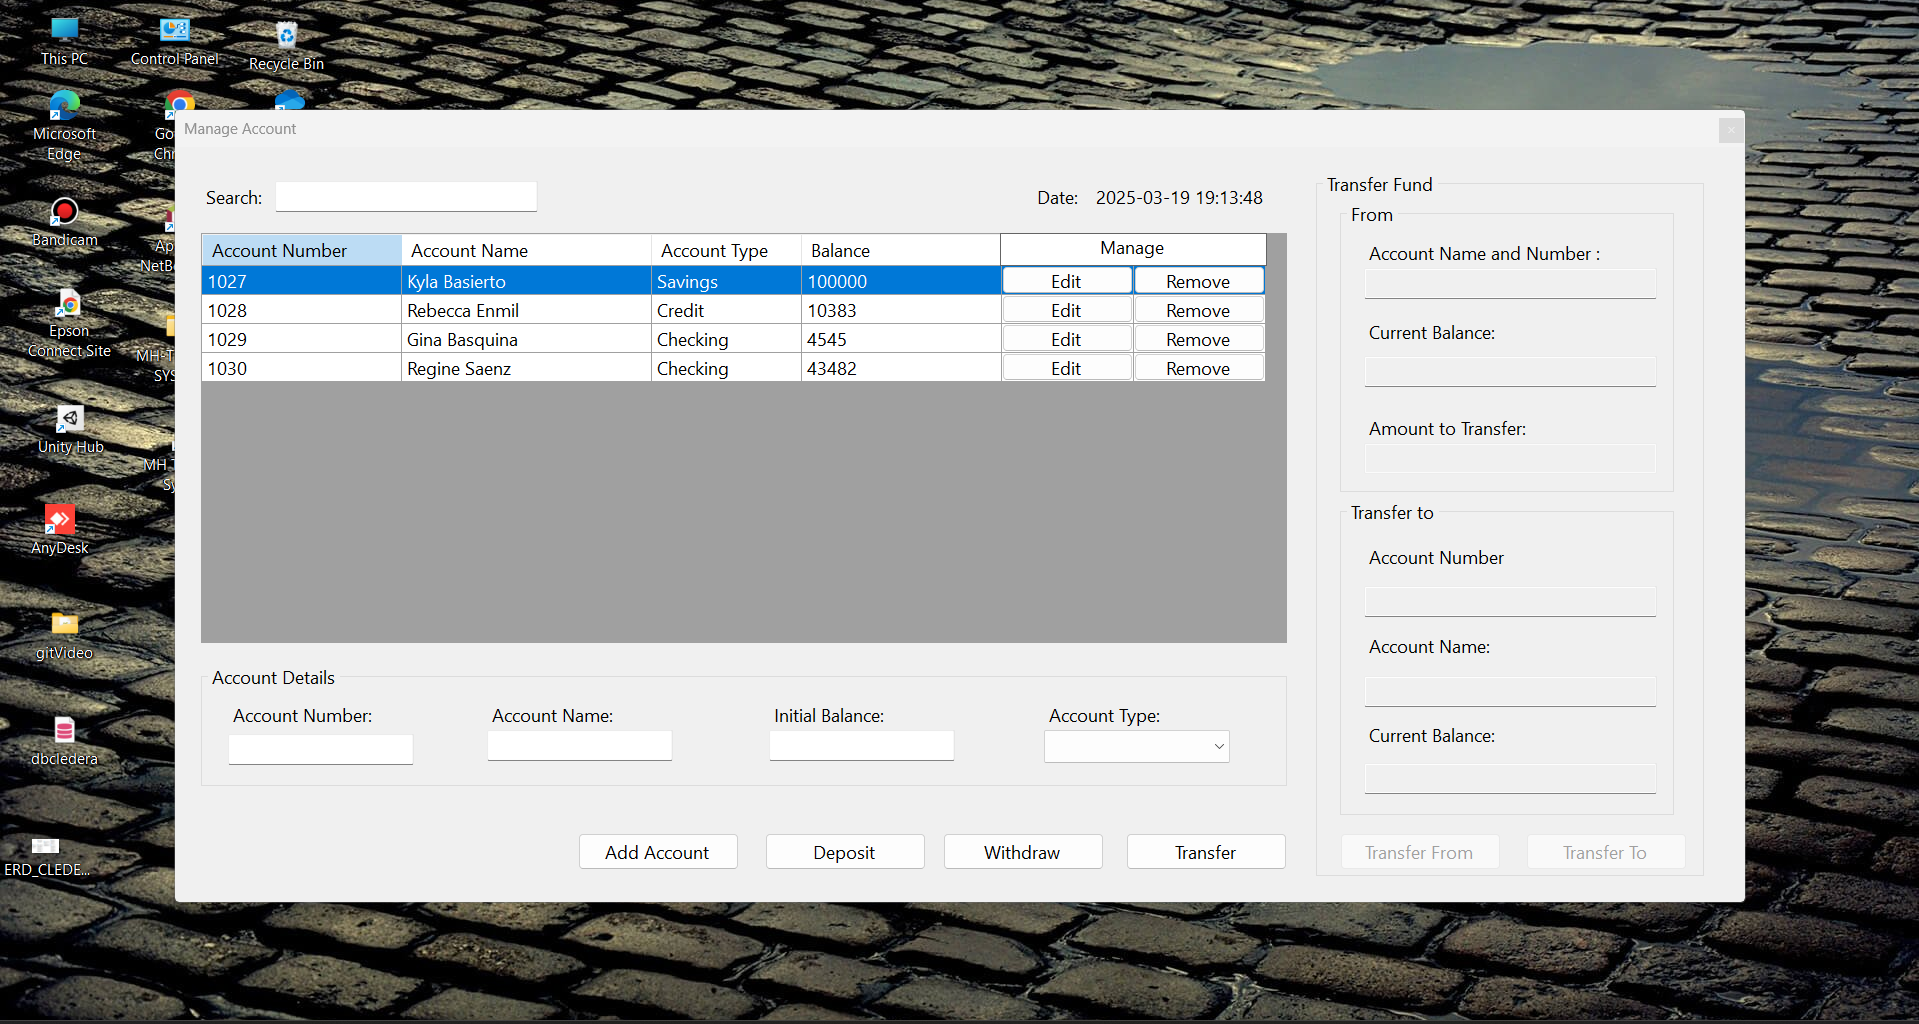 This PC
Control Panel
Recycle Bin
Microsoft
Edge
Bandicam
Epson
Connect Site
Unity Hub
AnyDesk
gitVideo
dbcledera
ERD_CLEDE...
Go
Chr
Ap
NetBe
MH-T
SYS
MH T
Sy
Manage Account
Search:
Date: 2025-03-19 19:13:48
Account Number Account Name Account Type Balance Manage
1027 Kyla Basierto Savings 100000 Edit Remove
1028 Rebecca Enmil Credit 10383 Edit Remove
1029 Gina Basquina Checking 4545 Edit Remove
1030 Regine Saenz Checking 43482 Edit Remove
Account Details
Account Number: Account Name: Initial Balance: Account Type:
Add Account Deposit Withdraw Transfer
Transfer Fund
From
Account Name and Number :
Current Balance:
Amount to Transfer:
Transfer to
Account Number
Account Name:
Current Balance:
Transfer From Transfer To